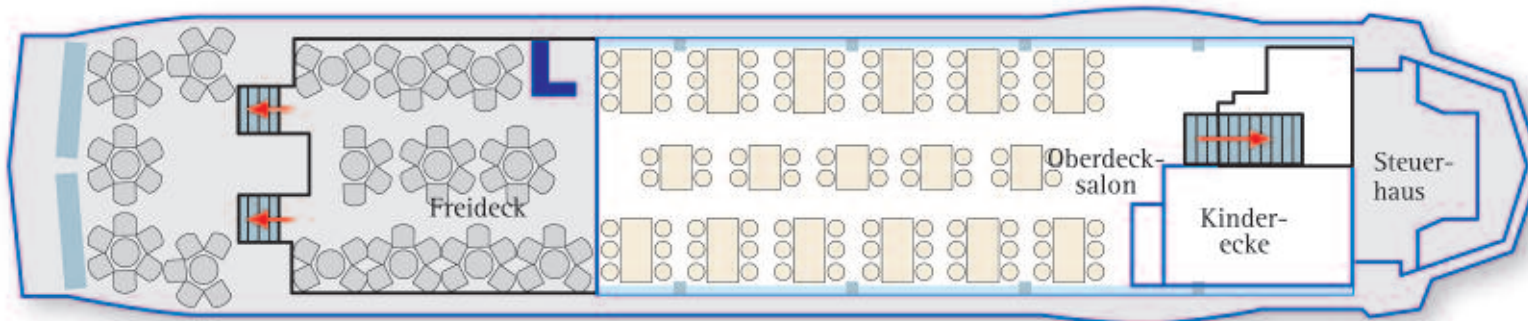 Freideck
Oberdeck-
salon
Kinder-
ecke
Steuer-
haus